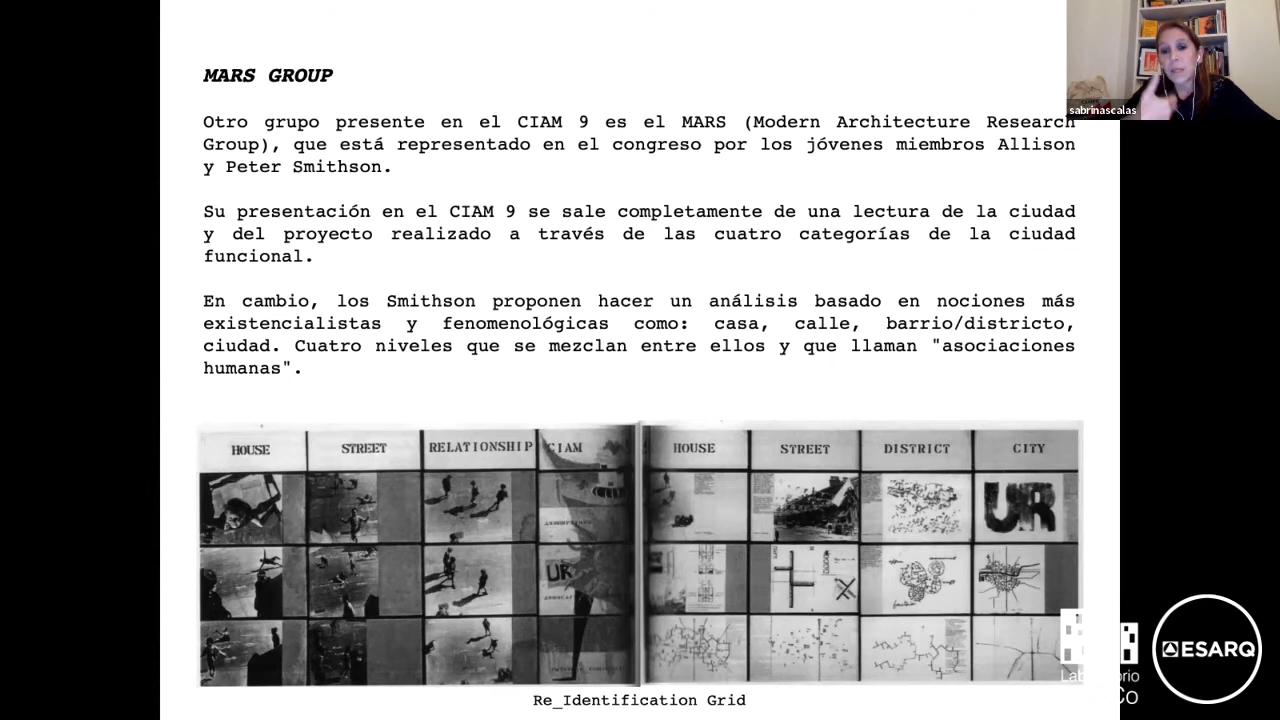 MARS GROUP
sabrinascalas
Otro grupo presente en el CIAM 9 es el MARS (Modern Architecture Research
Group), que está representado en el congreso por los jóvenes miembros Allison
y Peter Smithson.
Su presentación en el CIAM 9 se sale completamente de una lectura de la ciudad
y del proyecto realizado a través de las cuatro categorías de la ciudad
funcional.
En cambio, los Smithson proponen hacer un análisis basado en nociones más
existencialistas y fenomenológicas como: casa, calle, barrio/districto,
ciudad. Cuatro niveles que se mezclan entre ellos y que llaman "asociaciones
humanas".
HOUSE STREET RELATIONSHIP CIAM HOUSE STREET DISTRICT CITY
UR
UR
ESARQ
Re_Identification Grid